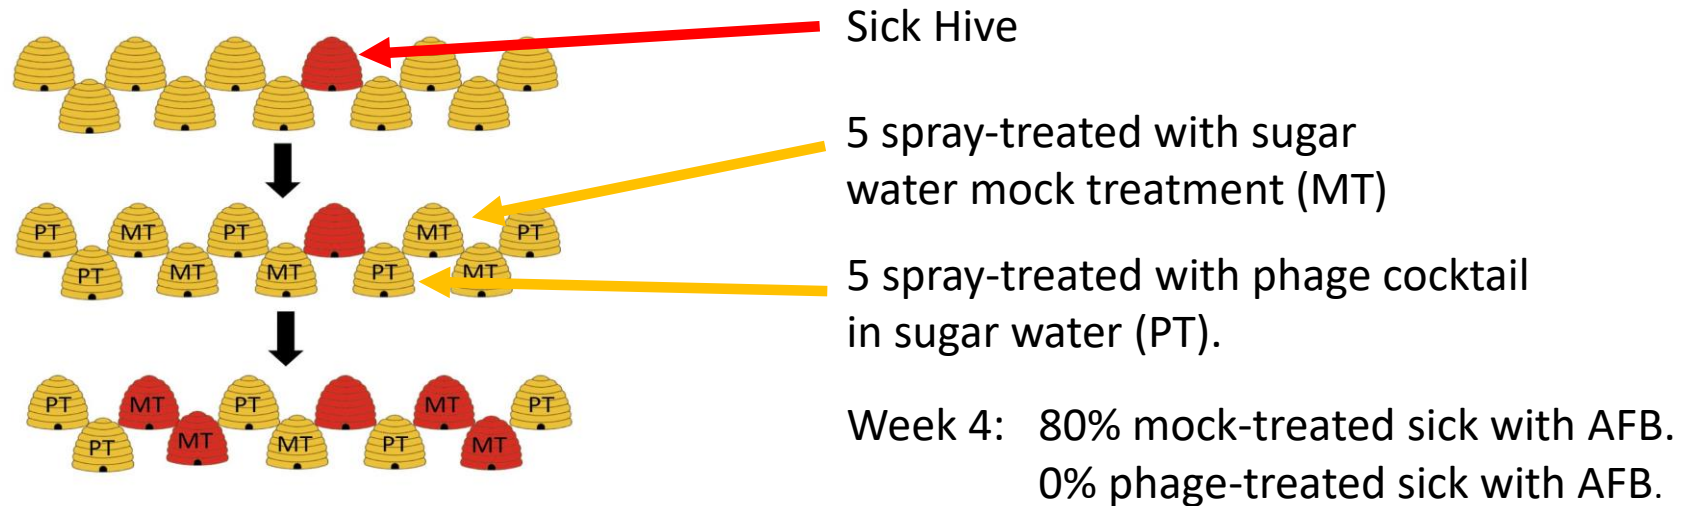 Sick Hive
5 spray-treated with sugar
water mock treatment (MT)
PT MT PT MT PT
PT MT MT PT MT
5 spray-treated with phage cocktail
in sugar water (PT).
PT MT PT MT PT
PT MT MT PT MT
Week 4: 80% mock-treated sick with AFB.
0% phage-treated sick with AFB.